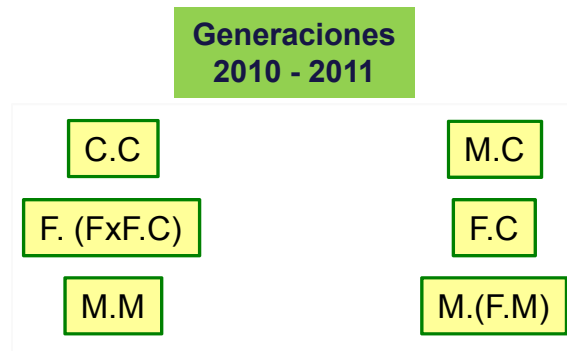 Generaciones
2010 - 2011
C.C
M.C
F. (FxF.C)
F.C
M.M
M.(F.M)